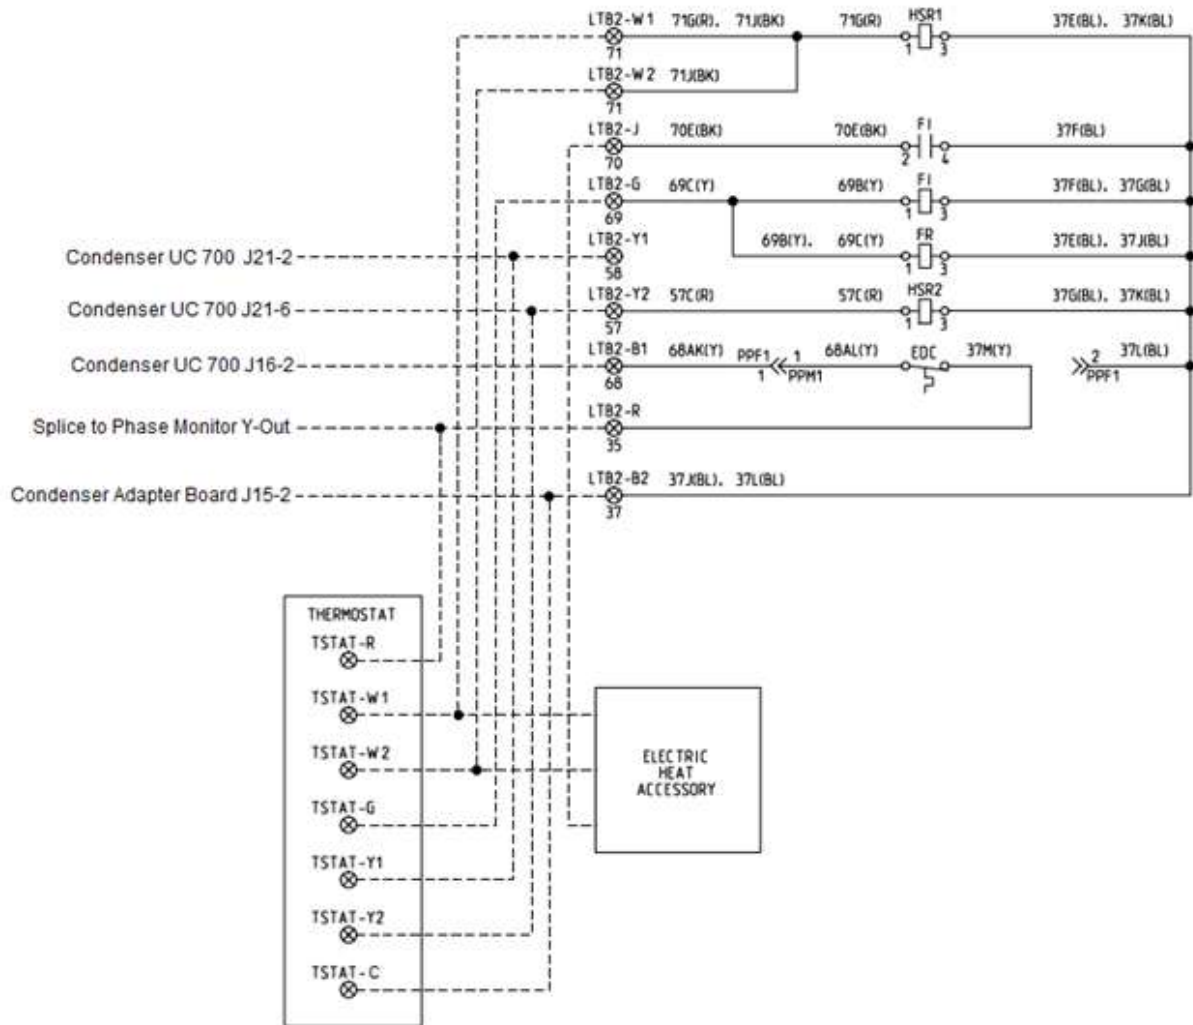 LTB2-W1 71G(R), 71J(BK) 71G(R) HSR1 37E(BL), 37K(BL)
71 1 3
LTB2-W2 71J(BK)
71
LTB2-J 70E(BK) 70E(BK) F1 37F(BL)
70 2 4
LTB2-G 69C(Y) 69B(Y) F1 37F(BL), 37G(BL)
69 1 3
Condenser UC 700 J21-2 LTB2-Y1 69B(Y), 69C(Y) FR 37E(BL), 37J(BL)
58 1 3
Condenser UC 700 J21-6 LTB2-Y2 57C(R) 57C(R) HSR2 37G(BL), 37K(BL)
57 1 3
Condenser UC 700 J16-2 LTB2-B1 68AK(Y) PPF1 1 68AL(Y) EDC 37M(Y) 2 37L(BL)
68 1 PPM1 PPF1
Splice to Phase Monitor Y-Out LTB2-R
35
Condenser Adapter Board J15-2 LTB2-B2 37J(BL), 37L(BL)
37
THERMOSTAT
TSTAT-R
TSTAT-W1
TSTAT-W2
TSTAT-G
TSTAT-Y1
TSTAT-Y2
TSTAT-C
ELECTRIC
HEAT
ACCESSORY